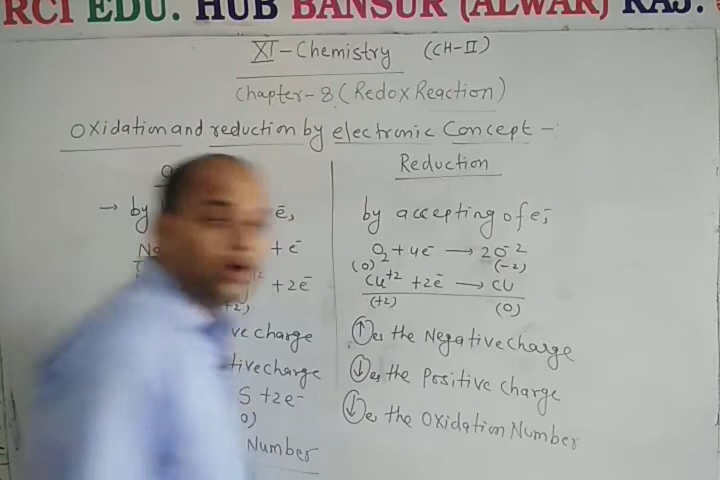 RCI EDU. HUB BANSUR (ALWAR) RAJ.
XI-Chemistry (CH-II)
Chapter-8 (Redox Reaction)
Oxidation and reduction by electronic Concept -
Reduction
→ by
ē,
by accepting of ē,
+ ē
O₂ + 4ē → 2O⁻²
(0) (-2)
+ 2ē
Cu⁺² + 2ē → Cu
(+2) (0)
ve charge
↑es the Negative charge
tive charge
↓es the Positive charge
S + 2e⁻
0)
↓e the Oxidation Number
Number